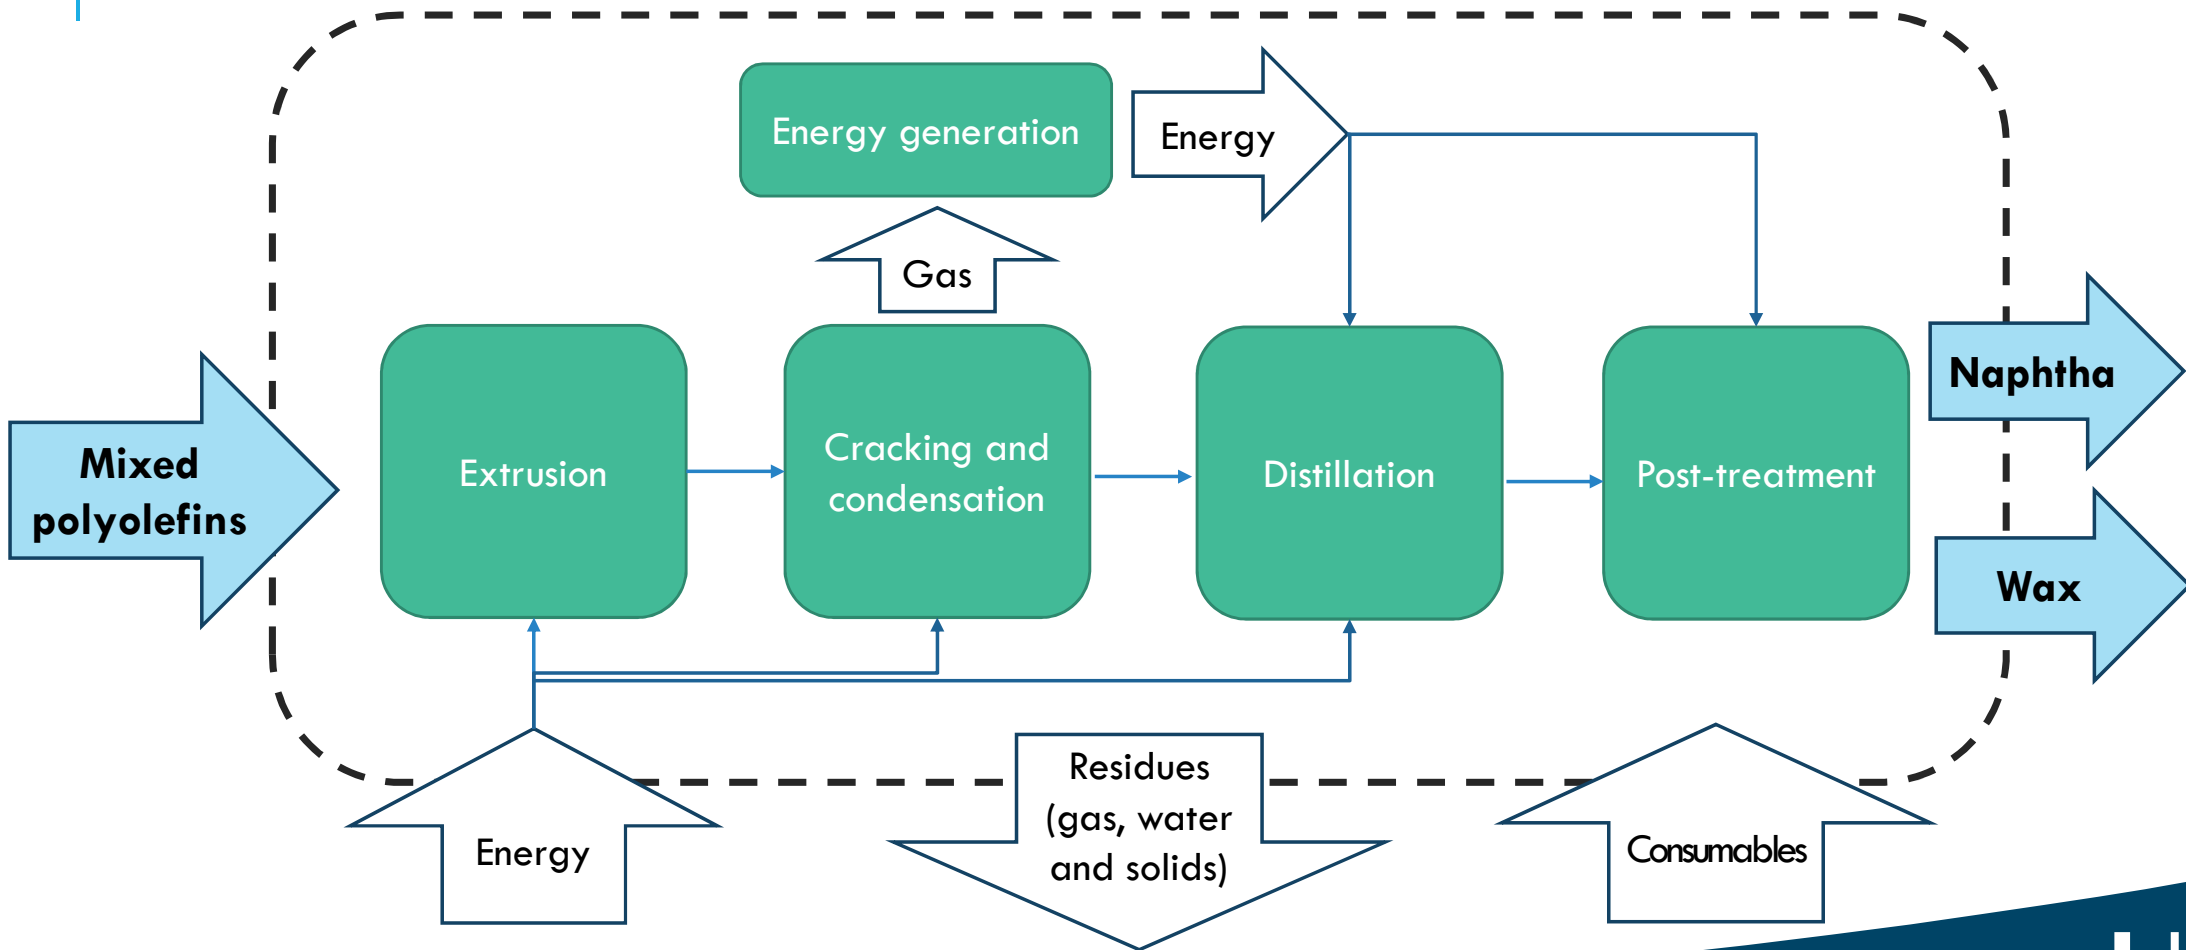 Energy generation
Energy
Gas
Mixed
polyolefins
Extrusion
Cracking and
condensation
Distillation
Post-treatment
Naphtha
Wax
Energy
Residues
(gas, water
and solids)
Consumables